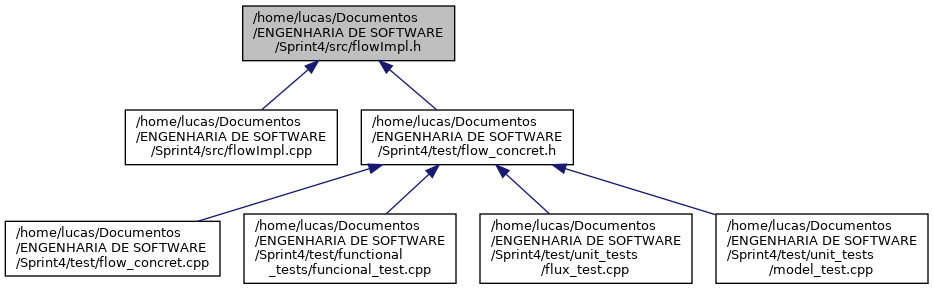 /home/lucas/Documentos
/ENGENHARIA DE SOFTWARE
/Sprint4/src/flowImpl.h
/home/lucas/Documentos
/ENGENHARIA DE SOFTWARE
/Sprint4/src/flowImpl.cpp
/home/lucas/Documentos
/ENGENHARIA DE SOFTWARE
/Sprint4/test/flow_concret.h
/home/lucas/Documentos
/ENGENHARIA DE SOFTWARE
/Sprint4/test/flow_concret.cpp
/home/lucas/Documentos
/ENGENHARIA DE SOFTWARE
/Sprint4/test/functional
_tests/funcional_test.cpp
/home/lucas/Documentos
/ENGENHARIA DE SOFTWARE
/Sprint4/test/unit_tests
/flux_test.cpp
/home/lucas/Documentos
/ENGENHARIA DE SOFTWARE
/Sprint4/test/unit_tests
/model_test.cpp